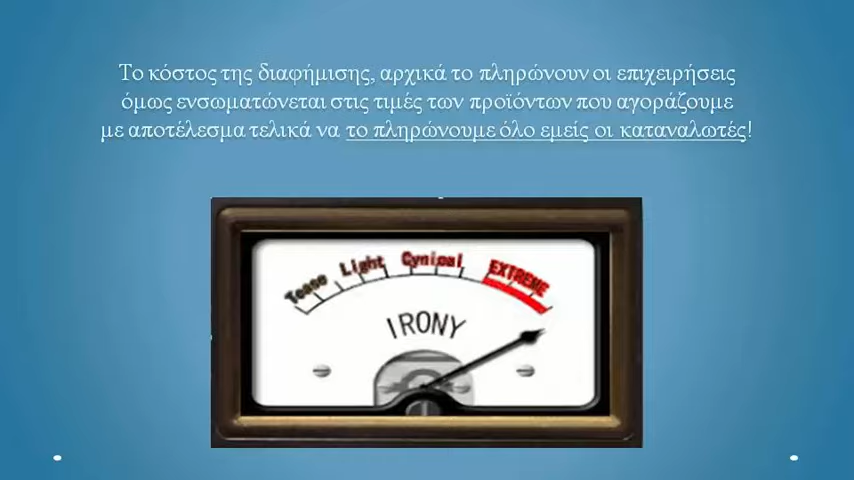 Το κόστος της διαφήμισης, αρχικά το πληρώνουν οι επιχειρήσεις
όμως ενσωματώνεται στις τιμές των προϊόντων που αγοράζουμε
με αποτέλεσμα τελικά να το πληρώνουμε όλο εμείς οι καταναλωτές!
Tease Light Cynical EXTREME
IRONY